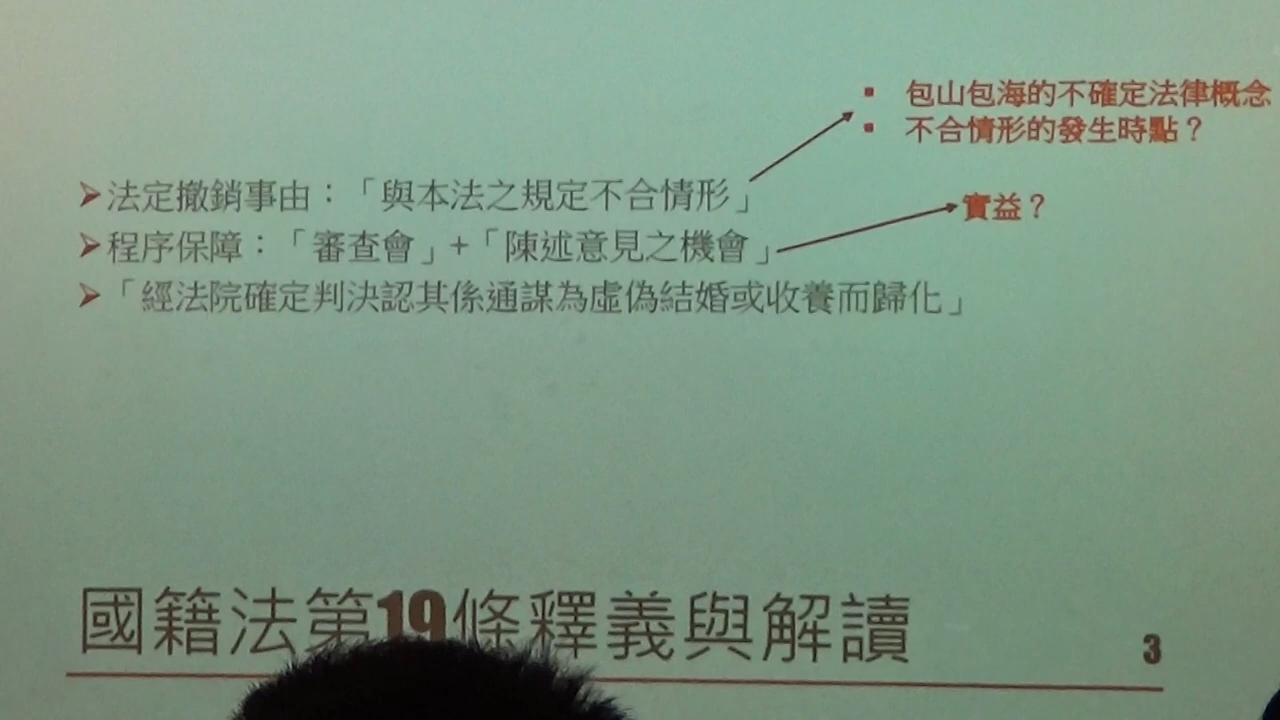 包山包海的不確定法律概念
不合情形的發生時點？
法定撤銷事由：「與本法之規定不合情形」
實益？
程序保障：「審查會」+「陳述意見之機會」
「經法院確定判決認其係通謀為虛偽結婚或收養而歸化」
國籍法第19條釋義與解讀
3